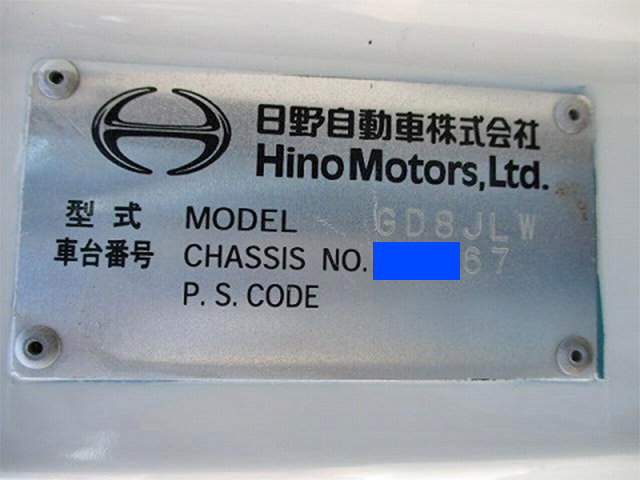 日野自動車株式会社
Hino Motors, Ltd.
型式 MODEL GD8JLW
車台番号 CHASSIS NO. 67
P. S. CODE